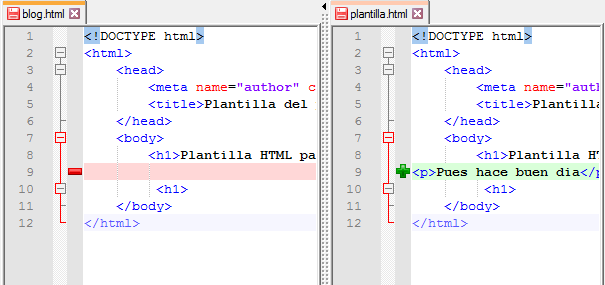 blog.html
1 <!DOCTYPE html>
2 <html>
3 <head>
4 <meta name="author" c
5 <title>Plantilla del
6 </head>
7 <body>
8 <h1>Plantilla HTML pa
9
10 <h1>
11 </body>
12 </html>
plantilla.html
1 <!DOCTYPE html>
2 <html>
3 <head>
4 <meta name="auth
5 <title>Plantilla
6 </head>
7 <body>
8 <h1>Plantilla HT
9 <p>Pues hace buen dia</p
10 <h1>
11 </body>
12 </html>